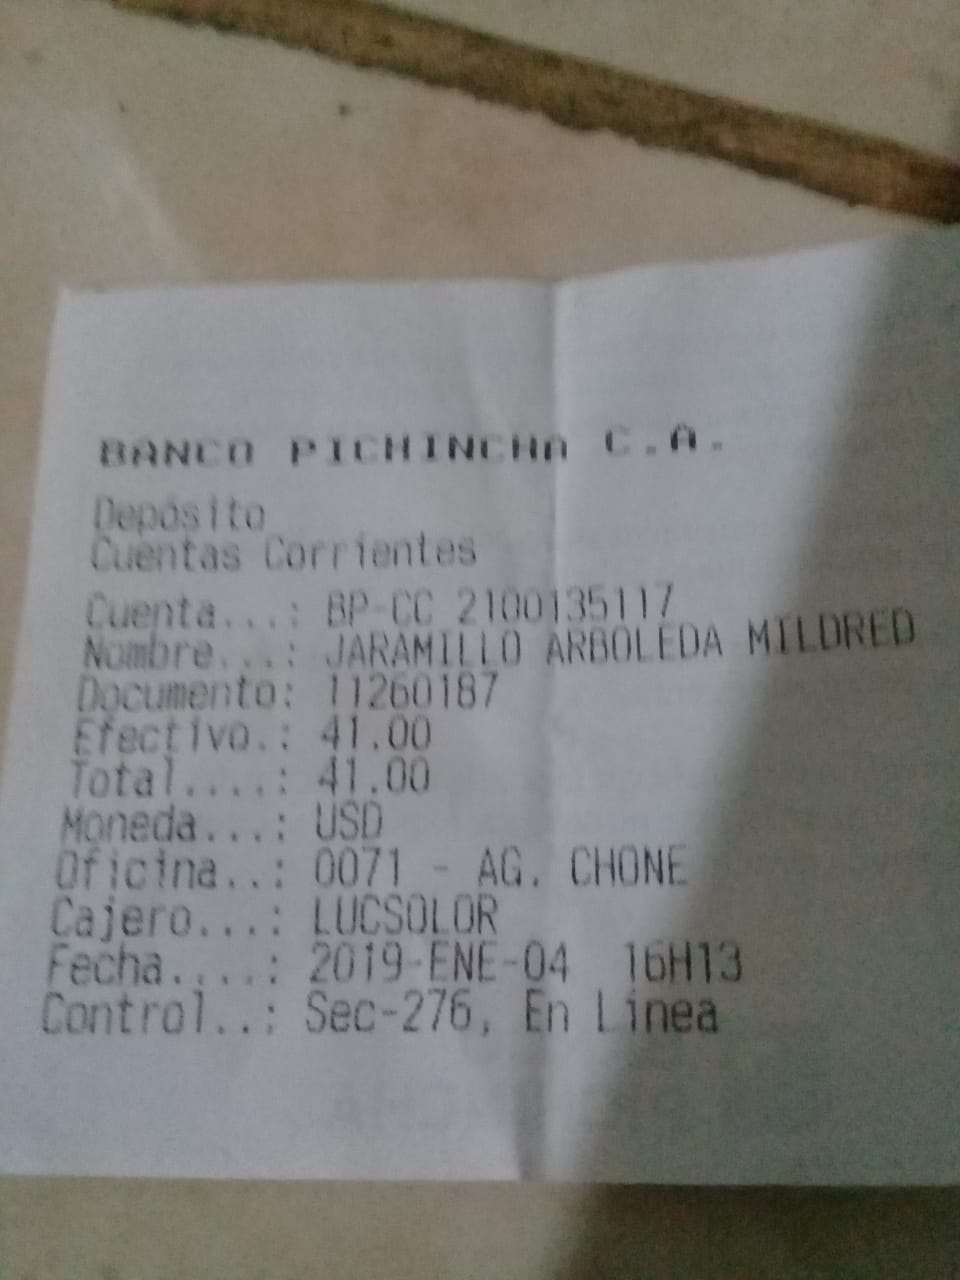 BANCO PICHINCHA C.A.
Depósito
Cuentas Corrientes
Cuenta...: BP-CC 2100135117
Nombre...: JARAMILLO ARBOLEDA MILDRED
Documento: 11260187
Efectivo.: 41.00
Total....: 41.00
Moneda...: USD
Oficina..: 0071 - AG. CHONE
Cajero...: LUCSOLOR
Fecha....: 2019-ENE-04 16H13
Control..: Sec-276, En Línea